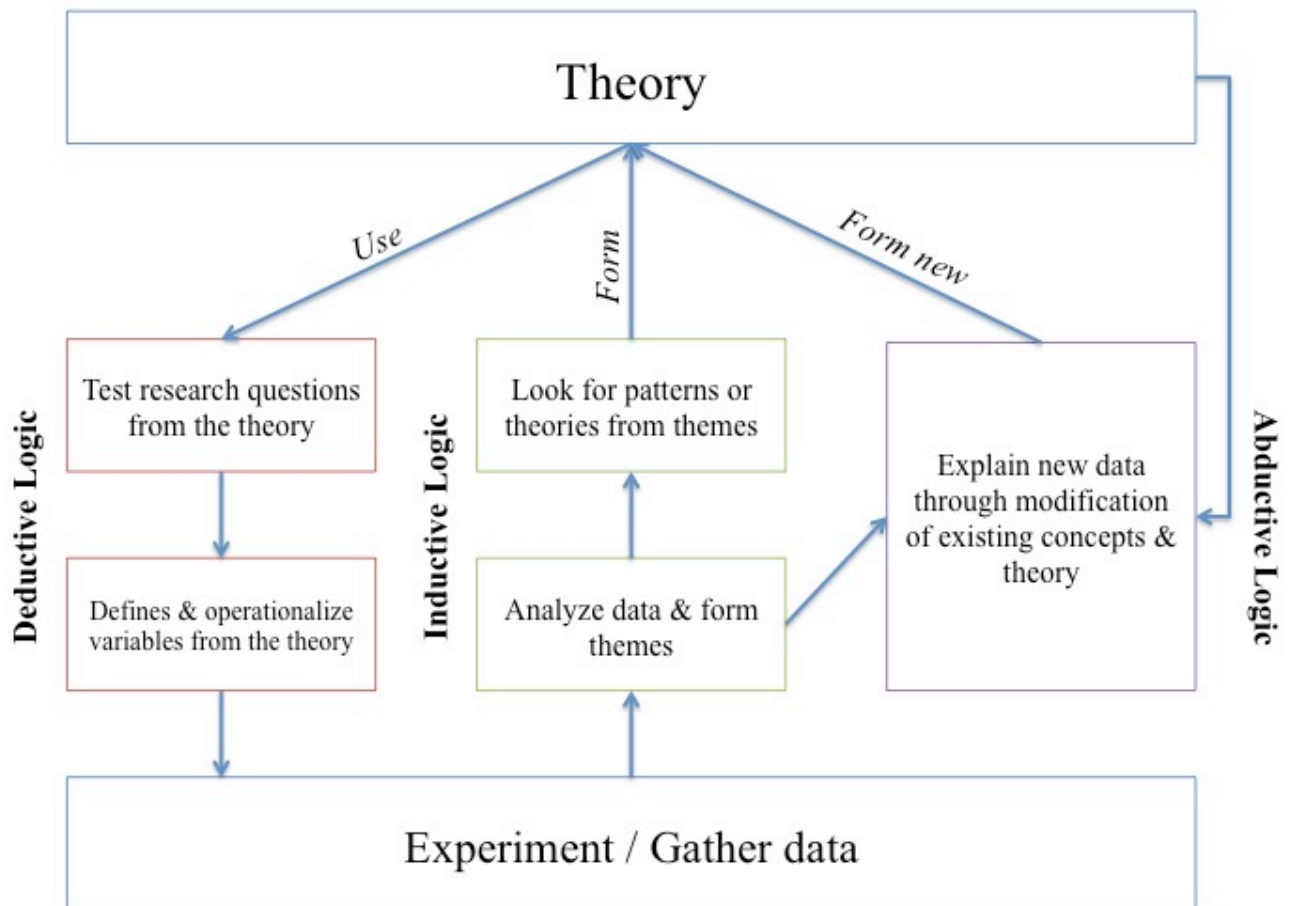 Theory
Use
Form
Form new
Deductive Logic
Test research questions
from the theory
Defines & operationalize
variables from the theory
Inductive Logic
Look for patterns or
theories from themes
Analyze data & form
themes
Explain new data
through modification
of existing concepts &
theory
Abductive Logic
Experiment / Gather data